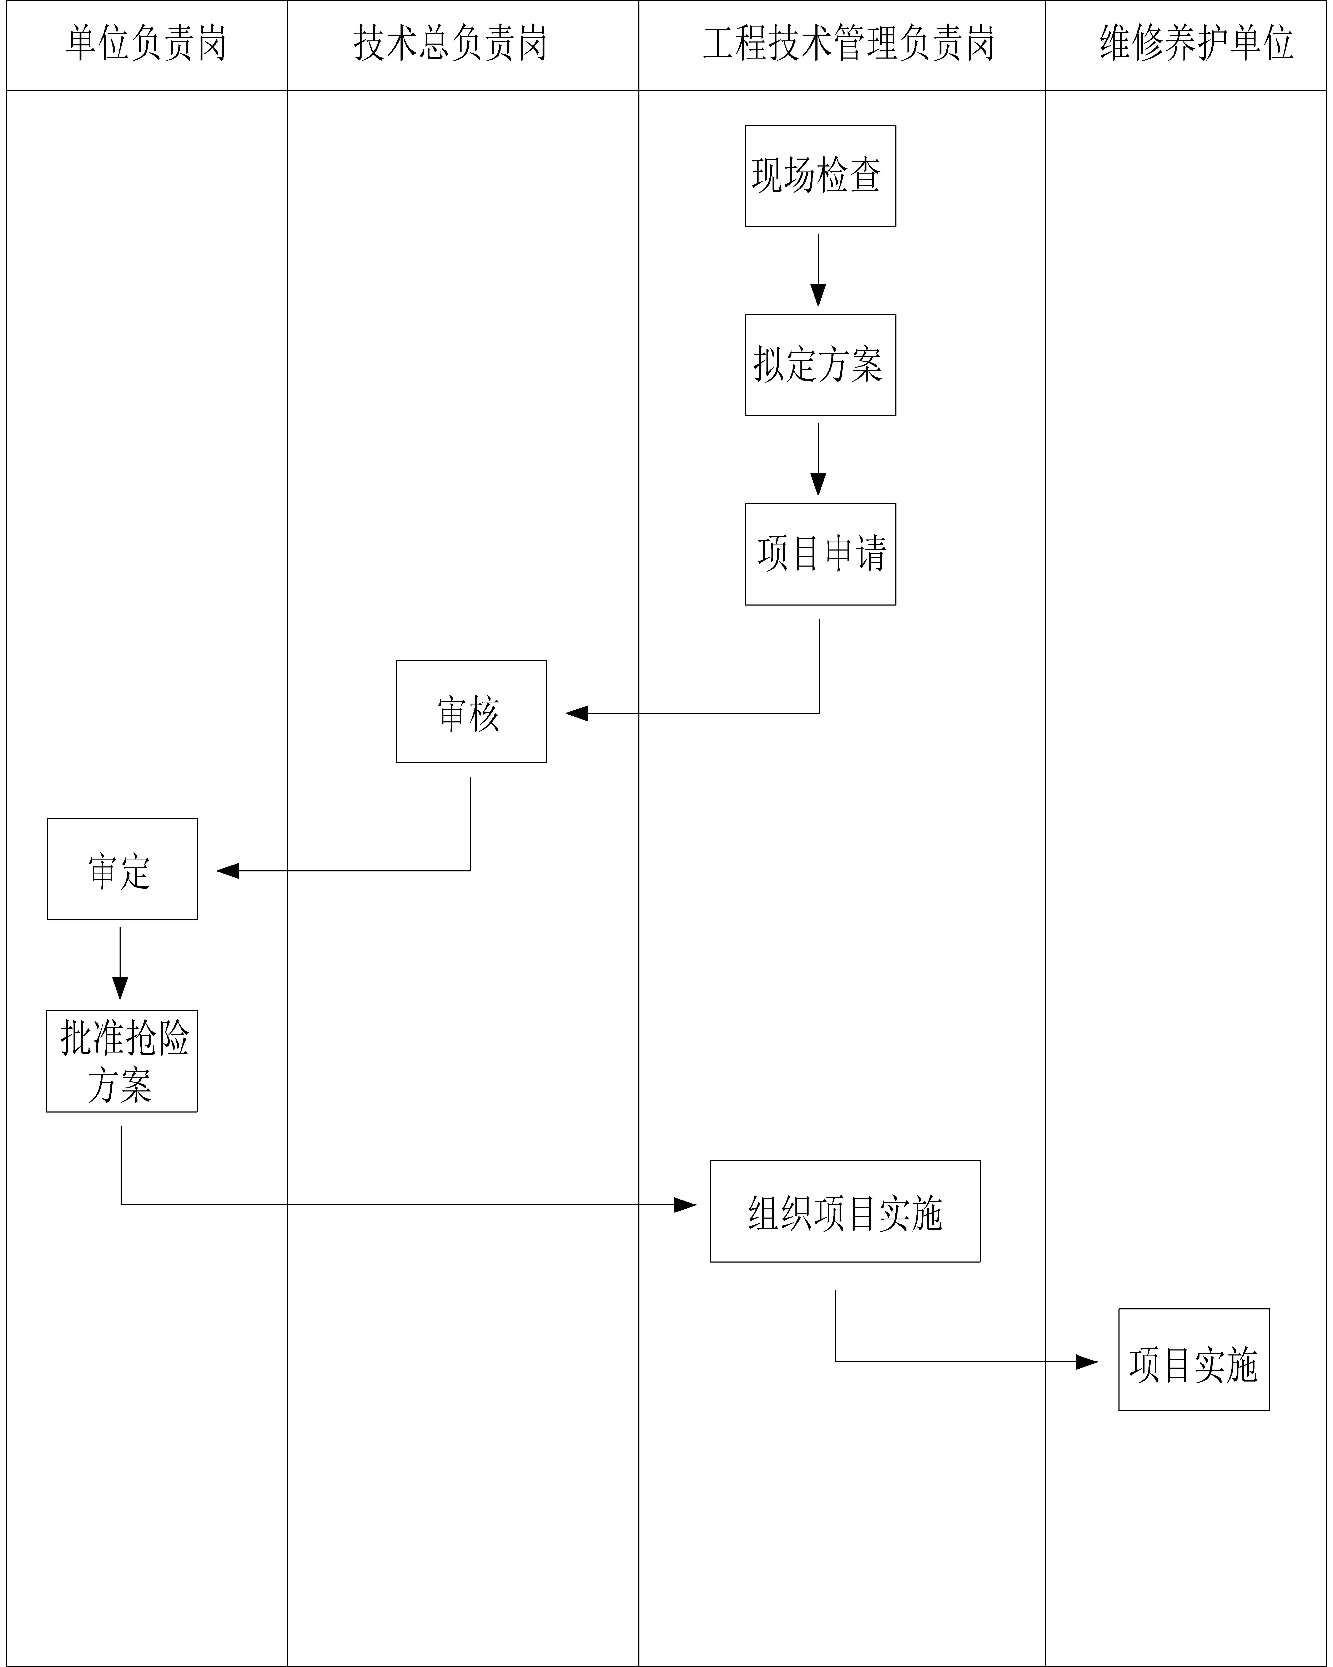 单位负责岗
技术总负责岗
工程技术管理负责岗
维修养护单位
现场检查
拟定方案
项目申请
审核
审定
批准抢险
方案
组织项目实施
项目实施